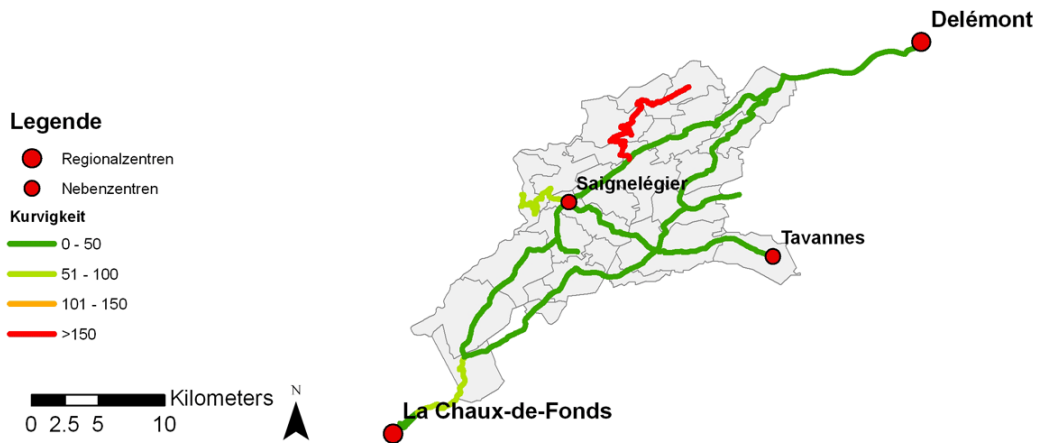 Delémont
Legende
Regionalzentren
Nebenzentren
Kurvigkeit
0 - 50
51 - 100
101 - 150
>150
Saignelégier
Tavannes
Kilometers
0 2.5 5 10
N
La Chaux-de-Fonds